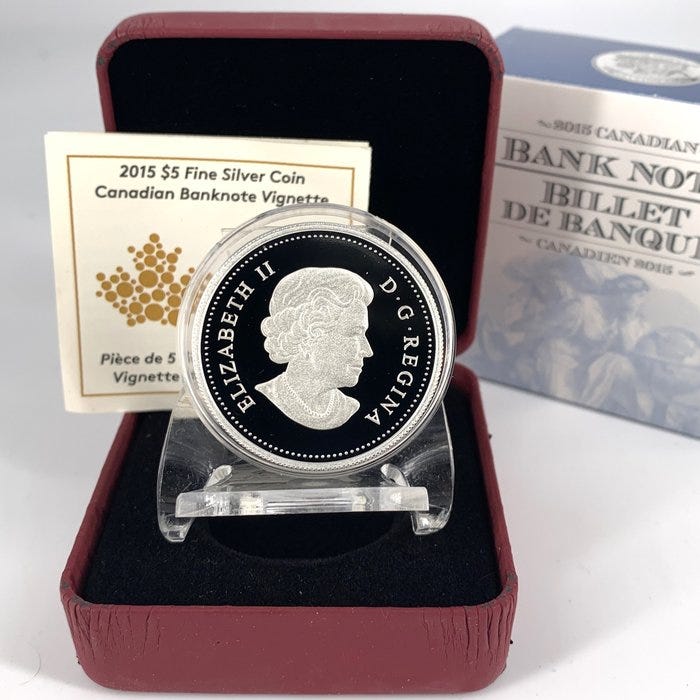 2015 $5 Fine Silver Coin
Canadian Banknote Vignette
Pièce de 5 $
Vignette
ELIZABETH II
D·G·REGINA
~2015 CANADIAN
BANK NOT
BILLET
DE BANQU
~CANADIEN 2015~